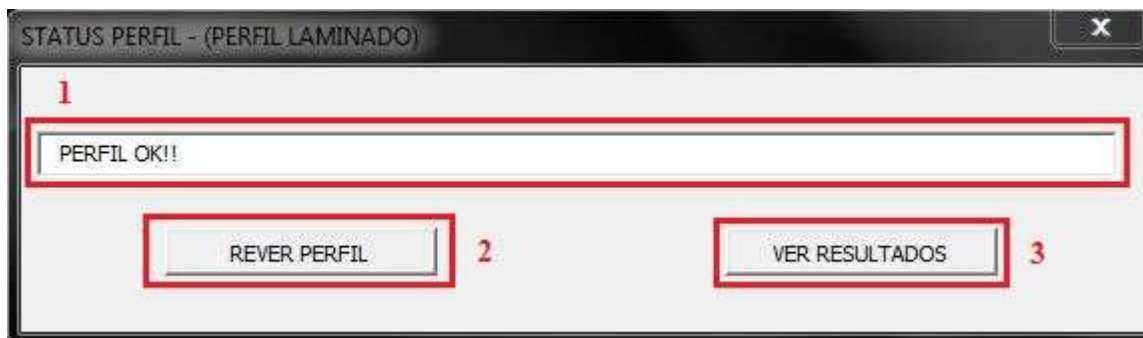 STATUS PERFIL - (PERFIL LAMINADO)
X
1
PERFIL OK!!
REVER PERFIL
2
VER RESULTADOS
3